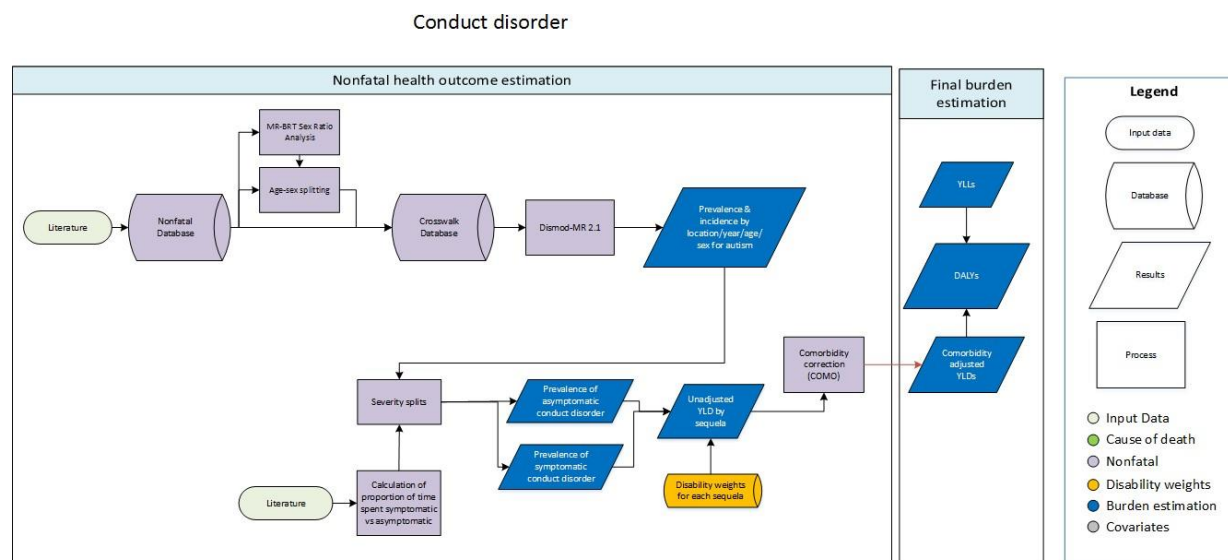 Conduct disorder
Nonfatal health outcome estimation
MR-BRT Sex Ratio
Analysis
Age-sex splitting
Literature
Nonfatal
Database
Crosswalk
Database
Dismod-MR 2.1
Prevalence &
incidence by
location/year/age/
sex for autism
Severity splits
Prevalence of
asymptomatic conduct
disorder
Prevalence of
symptomatic conduct
disorder
Unadjusted
YLD by
sequela
Comorbidity
correction
(COMO)
Literature
Calculation of
proportion of time
spent symptomatic
vs asymptomatic
Disability weights
for each sequela
Final burden
estimation
YLLs
DALYs
Comorbidity
adjusted
YLDs
Legend
Input data
Database
Results
Process
Input Data
Cause of death
Nonfatal
Disability weights
Burden estimation
Covariates